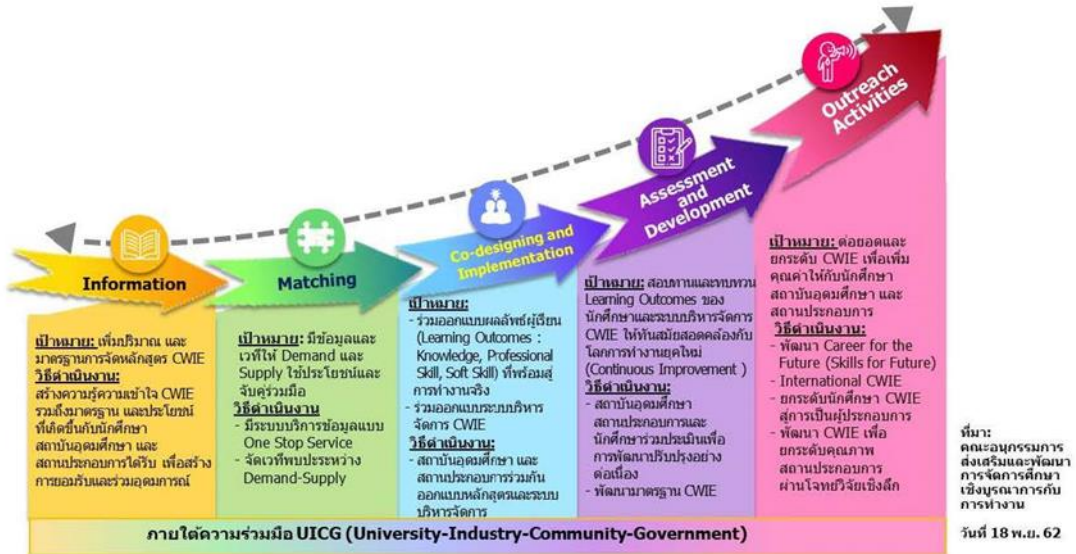 Information
เป้าหมาย: เพิ่มปริมาณ และ
มาตรฐานการจัดหลักสูตร CWIE
วิธีดำเนินงาน:
สร้างความรู้ความเข้าใจ CWIE
รวมถึงมาตรฐาน และประโยชน์
ที่เกิดขึ้นกับนักศึกษา
สถาบันอุดมศึกษา และ
สถานประกอบการได้รับ เพื่อสร้าง
การยอมรับและร่วมอุดมการณ์
Matching
เป้าหมาย: มีข้อมูลและ
เวทีให้ Demand และ
Supply ใช้ประโยชน์และ
จับคู่ร่วมมือ
วิธีดำเนินงาน
- มีระบบบริการข้อมูลแบบ
One Stop Service
- จัดเวทีพบปะระหว่าง
Demand-Supply
Co-designing and
Implementation
เป้าหมาย:
- ร่วมออกแบบผลลัพธ์ผู้เรียน
(Learning Outcomes :
Knowledge, Professional
Skill, Soft Skill) ที่พร้อมสู่
การทำงานจริง
- ร่วมออกแบบระบบบริหาร
จัดการ CWIE
วิธีดำเนินงาน:
- สถาบันอุดมศึกษา และ
สถานประกอบการร่วมกัน
ออกแบบหลักสูตรและระบบ
บริหารจัดการ
Assessment
and
Development
เป้าหมาย: สอบทานและทบทวน
Learning Outcomes ของ
นักศึกษาและระบบบริหารจัดการ
CWIE ให้ทันสมัยสอดคล้องกับ
โลกการทำงานยุคใหม่
(Continuous Improvement )
วิธีดำเนินงาน:
- สถาบันอุดมศึกษา
สถานประกอบการและ
นักศึกษาร่วมประเมินเพื่อ
การพัฒนาปรับปรุงอย่าง
ต่อเนื่อง
- พัฒนามาตรฐาน CWIE
Outreach
Activities
เป้าหมาย: ต่อยอดและ
ยกระดับ CWIE เพื่อเพิ่ม
คุณค่าให้กับนักศึกษา
สถาบันอุดมศึกษา และ
สถานประกอบการ
วิธีดำเนินงาน:
- พัฒนา Career for the
Future (Skills for Future)
- International CWIE
- ยกระดับนักศึกษา CWIE
สู่การเป็นผู้ประกอบการ
- พัฒนา CWIE เพื่อ
ยกระดับคุณภาพ
สถานประกอบการ
ผ่านโจทย์วิจัยเชิงลึก
ภายใต้ความร่วมมือ UICG (University-Industry-Community-Government)
ที่มา:
คณะอนุกรรมการ
ส่งเสริมและพัฒนา
การจัดการศึกษา
เชิงบูรณาการกับ
การทำงาน
วันที่ 18 พ.ย. 62